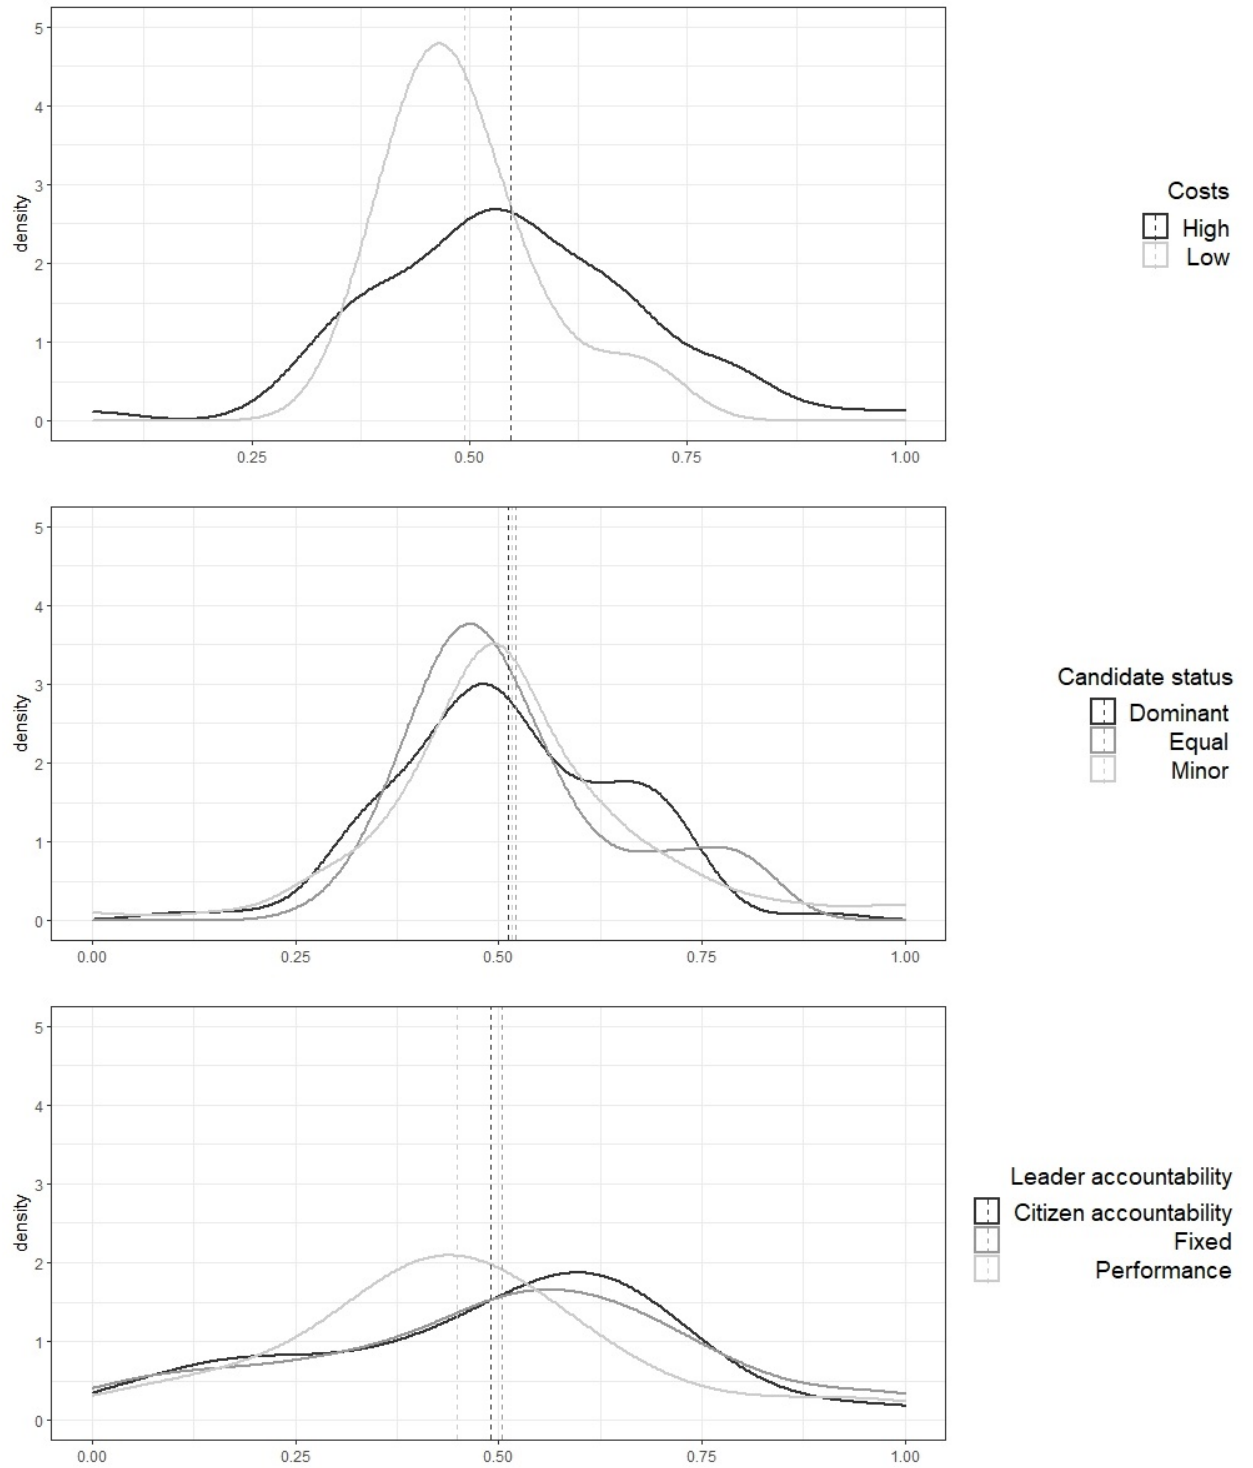 5
4
3
2
1
0
density
0.25 0.50 0.75 1.00
Costs
High
Low
5
4
3
2
1
0
density
0.00 0.25 0.50 0.75 1.00
Candidate status
Dominant
Equal
Minor
5
4
3
2
1
0
density
0.00 0.25 0.50 0.75 1.00
Leader accountability
Citizen accountability
Fixed
Performance